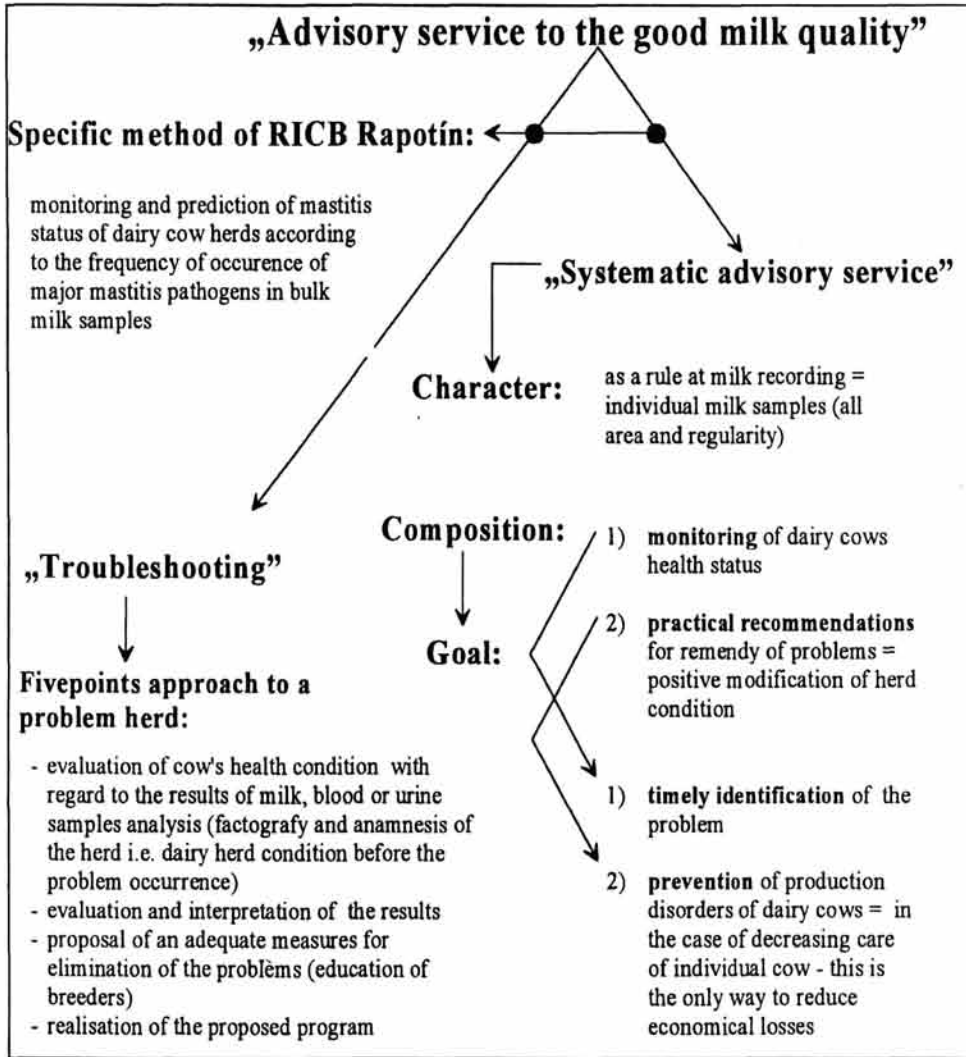 „Advisory service to the good milk quality”
Specific method of RICB Rapotín:
monitoring and prediction of mastitis
status of dairy cow herds according
to the frequency of occurence of
major mastitis pathogens in bulk
milk samples
„Systematic advisory service”
Character:
as a rule at milk recording =
individual milk samples (all
area and regularity)
„Troubleshooting”
Fivepoints approach to a
problem herd:
- evaluation of cow's health condition with
regard to the results of milk, blood or urine
samples analysis (factografy and anamnesis of
the herd i.e. dairy herd condition before the
problem occurrence)
- evaluation and interpretation of the results
- proposal of an adequate measures for
elimination of the problèms (education of
breeders)
- realisation of the proposed program
Composition:
1) monitoring of dairy cows
health status
2) practical recommendations
for remendy of problems =
positive modification of herd
condition
Goal:
1) timely identification of the
problem
2) prevention of production
disorders of dairy cows = in
the case of decreasing care
of individual cow - this is
the only way to reduce
economical losses